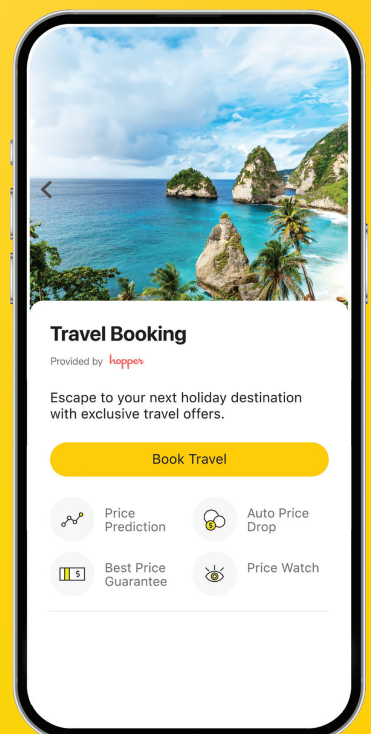 Travel Booking
Provided by hopper
Escape to your next holiday destination
with exclusive travel offers.
Book Travel
Price
Prediction
Auto Price
Drop
$
Best Price
Guarantee
$
Price Watch